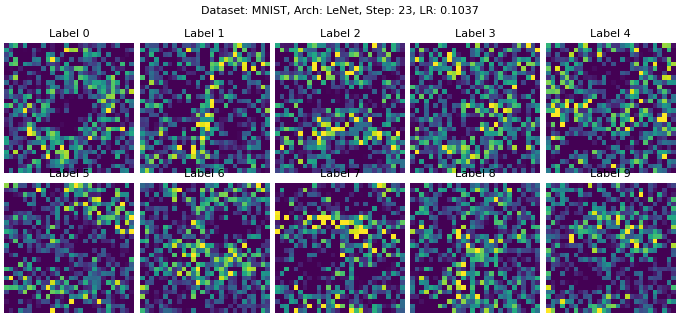 Dataset: MNIST, Arch: LeNet, Step: 23, LR: 0.1037
Label 0 Label 1 Label 2 Label 3 Label 4
Label 5 Label 6 Label 7 Label 8 Label 9